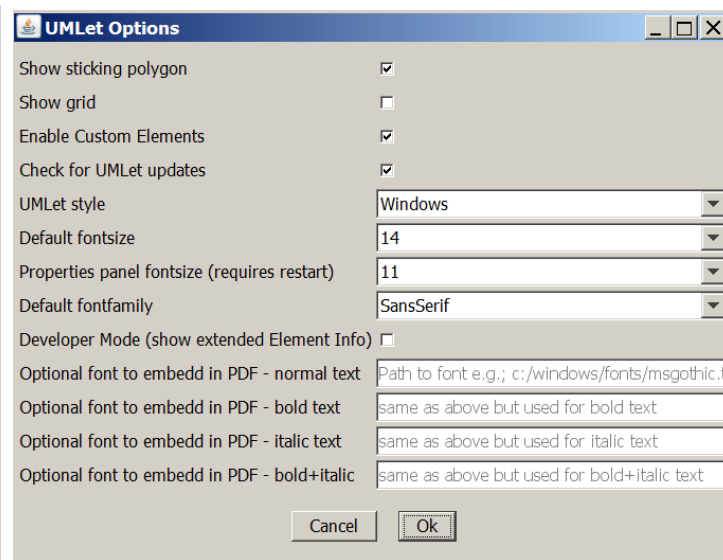 UMLet Options
Show sticking polygon
Show grid
Enable Custom Elements
Check for UMLet updates
UMLet style Windows
Default fontsize 14
Properties panel fontsize (requires restart) 11
Default fontfamily SansSerif
Developer Mode (show extended Element Info)
Optional font to embedd in PDF - normal text Path to font e.g.; c:/windows/fonts/msgothic.t
Optional font to embedd in PDF - bold text same as above but used for bold text
Optional font to embedd in PDF - italic text same as above but used for italic text
Optional font to embedd in PDF - bold+italic same as above but used for bold+italic text
Cancel Ok